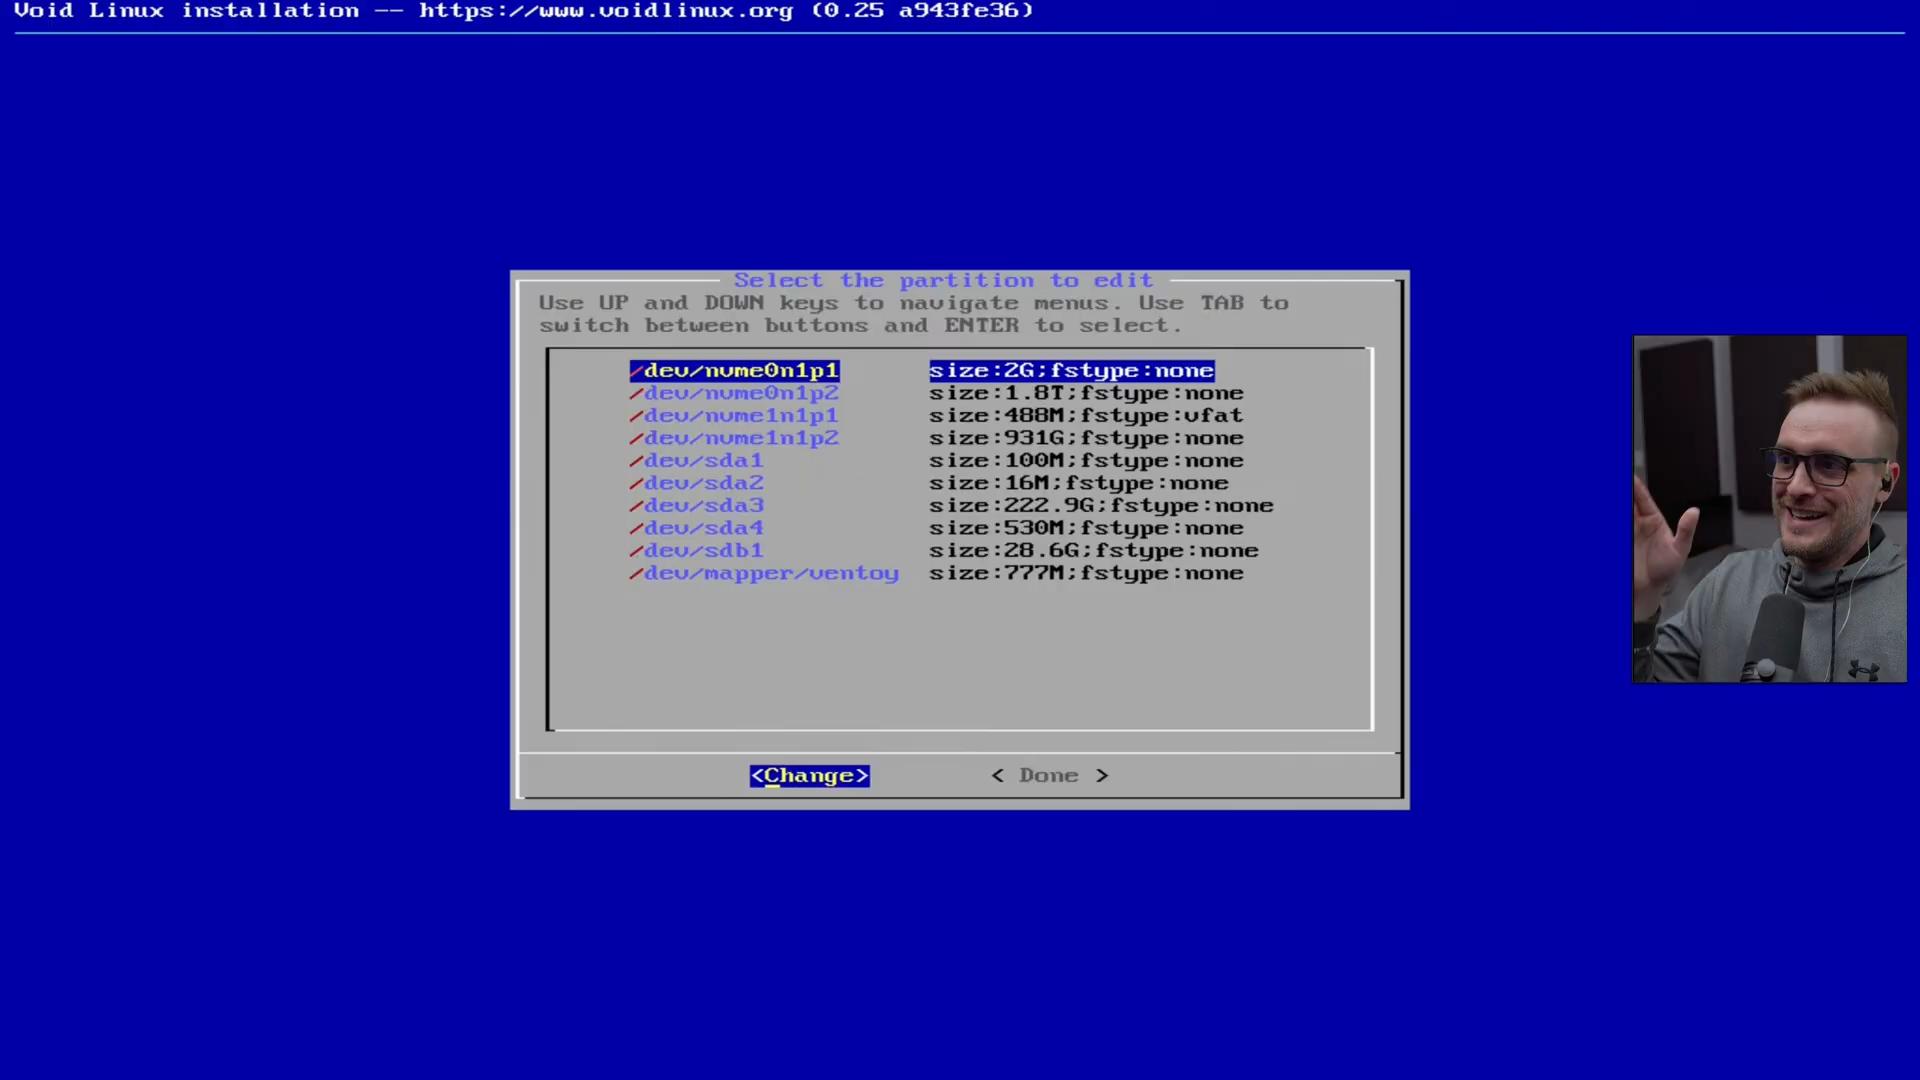 Void Linux installation -- https://www.voidlinux.org (0.25 a943fe36)
Select the partition to edit
Use UP and DOWN keys to navigate menus. Use TAB to
switch between buttons and ENTER to select.
/dev/nvme0n1p1 size:2G;fstype:none
/dev/nvme0n1p2 size:1.8T;fstype:none
/dev/nvme1n1p1 size:488M;fstype:vfat
/dev/nvme1n1p2 size:931G;fstype:none
/dev/sda1 size:100M;fstype:none
/dev/sda2 size:16M;fstype:none
/dev/sda3 size:222.9G;fstype:none
/dev/sda4 size:530M;fstype:none
/dev/sdb1 size:28.6G;fstype:none
/dev/mapper/ventoy size:777M;fstype:none
<Change> < Done >